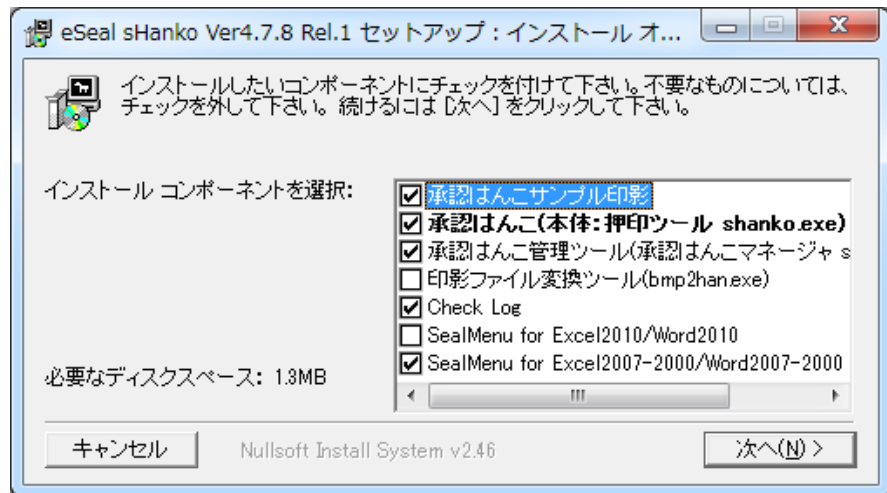 eSeal sHanko Ver4.7.8 Rel.1 セットアップ：インストール オ...
インストールしたいコンポーネントにチェックを付けて下さい。不要なものについては、
チェックを外して下さい。続けるには [次へ] をクリックして下さい。
インストール コンポーネントを選択:
承認はんこサンプル印影
承認はんこ(本体:押印ツール shanko.exe)
承認はんこ管理ツール(承認はんこマネージャ s
印影ファイル変換ツール(bmp2han.exe)
Check Log
SealMenu for Excel2010/Word2010
SealMenu for Excel2007-2000/Word2007-2000
必要なディスクスペース: 1.3MB
キャンセル
Nullsoft Install System v2.46
次へ(N) >